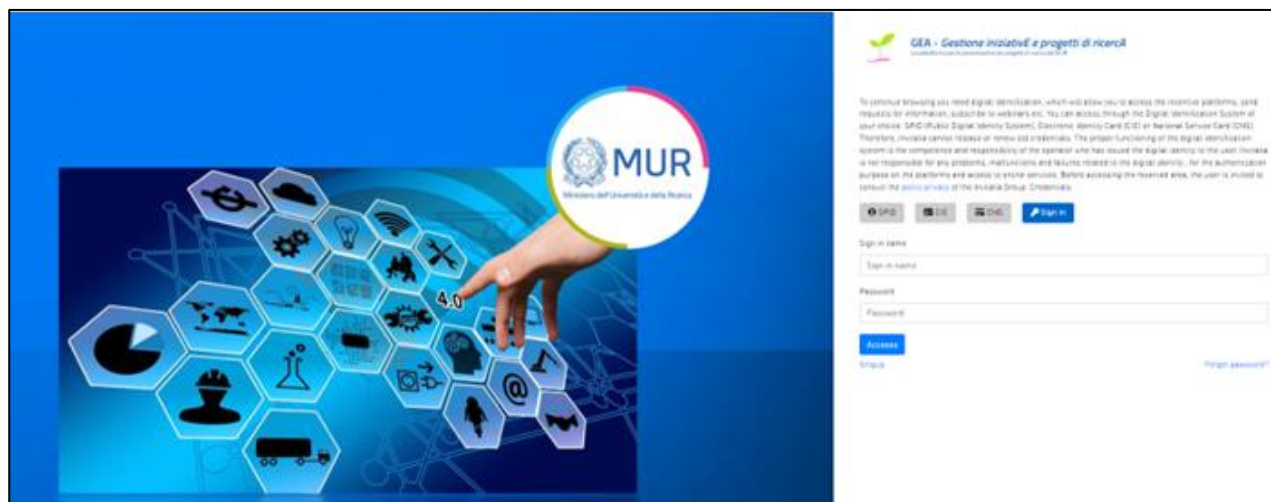 MUR
Ministero dell'Università e della Ricerca
4.0
@
GEA - Gestione iniziativE e progetti di ricercA
To continue browsing you need digital identification, which will allow you to access the incentive platforms, send
requests for information, subscribe to webinars etc. You can access through the Digital Identification System of
your choice: SPID (Public Digital Identity System), Electronic Identity Card (CIE) or National Service Card (CNS).
Therefore, Invitalia cannot release or renew old credentials. The proper functioning of the digital identification
system is the competence and responsibility of the operator who has issued the digital identity to the user. Invitalia
is not responsible for any problems, malfunctions and failures related to the digital identity, for the authentication
purpose on the platforms and access to online services. Before accessing the reserved area, the user is invited to
consult the policy privacy of the Invitalia Group. Credentials.
SPID CIE CNS Sign in
Sign in name
Sign in name
Password
Password
Access
Signup Forgot password?